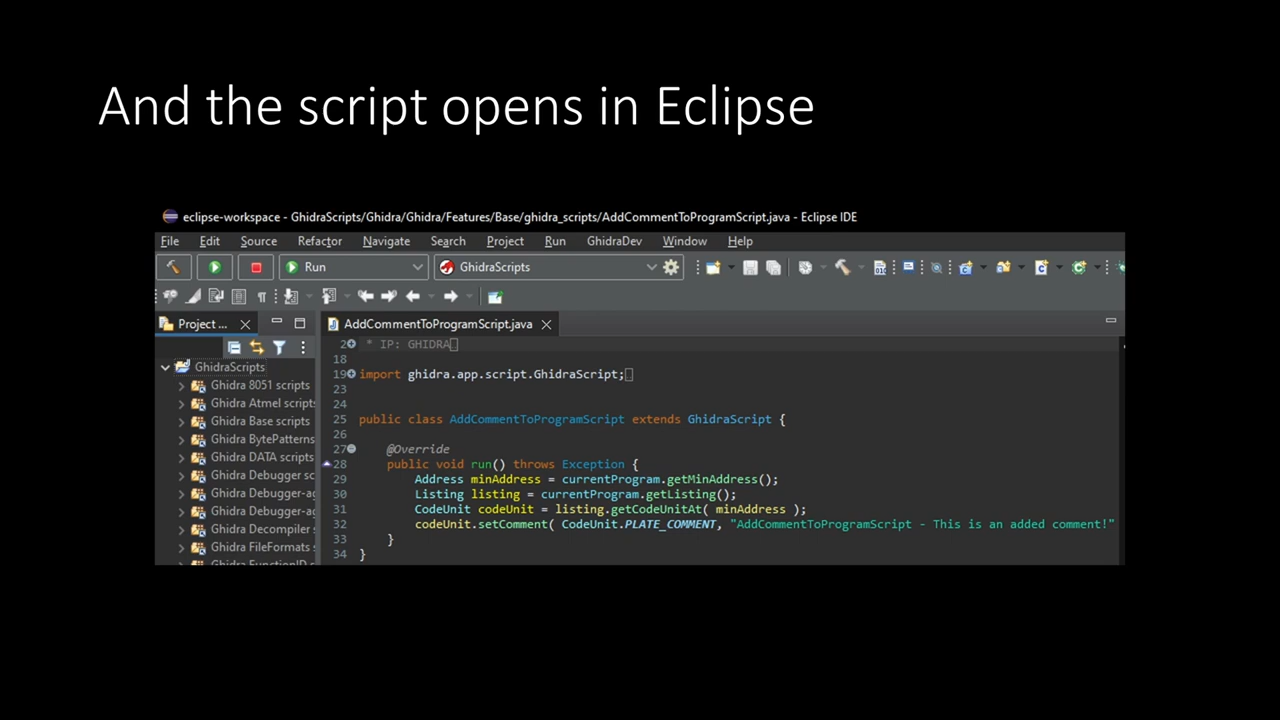 And the script opens in Eclipse
eclipse-workspace - GhidraScripts/Ghidra/Ghidra/Features/Base/ghidra_scripts/AddCommentToProgramScript.java - Eclipse IDE
File Edit Source Refactor Navigate Search Project Run GhidraDev Window Help
Run GhidraScripts
Project ... AddCommentToProgramScript.java
GhidraScripts
Ghidra 8051 scripts
Ghidra Atmel scripts
Ghidra Base scripts
Ghidra BytePatterns
Ghidra DATA scripts
Ghidra Debugger sc
Ghidra Debugger-ag
Ghidra Debugger-ag
Ghidra Decompiler s
Ghidra FileFormats s
Ghidra FunctionID s
2 * IP: GHIDRA
18
19 import ghidra.app.script.GhidraScript;
23
24
25 public class AddCommentToProgramScript extends GhidraScript {
26
27 @Override
28 public void run() throws Exception {
29 Address minAddress = currentProgram.getMinAddress();
30 Listing listing = currentProgram.getListing();
31 CodeUnit codeUnit = listing.getCodeUnitAt( minAddress );
32 codeUnit.setComment( CodeUnit.PLATE_COMMENT, "AddCommentToProgramScript - This is an added comment!"
33 }
34 }